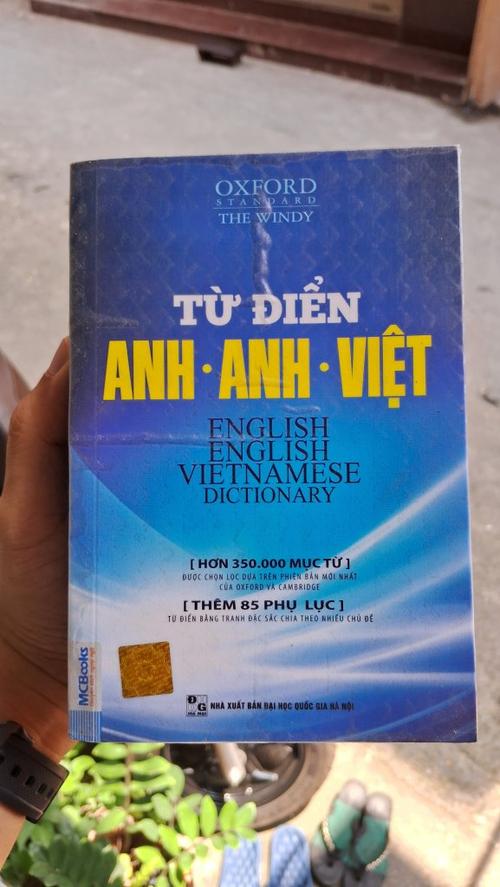 OXFORD
STANDARD
THE WINDY
TỪ ĐIỂN
ANH · ANH · VIỆT
ENGLISH
ENGLISH
VIETNAMESE
DICTIONARY
[ HƠN 350.000 MỤC TỪ ]
ĐƯỢC CHỌN LỌC DỰA TRÊN PHIÊN BẢN MỚI NHẤT
CỦA OXFORD VÀ CAMBRIDGE
[ THÊM 85 PHỤ LỤC ]
TỪ ĐIỂN BẰNG TRANH ĐẶC SẮC CHIA THEO NHIỀU CHỦ ĐỀ
MCBooks
NHÀ XUẤT BẢN ĐẠI HỌC QUỐC GIA HÀ NỘI